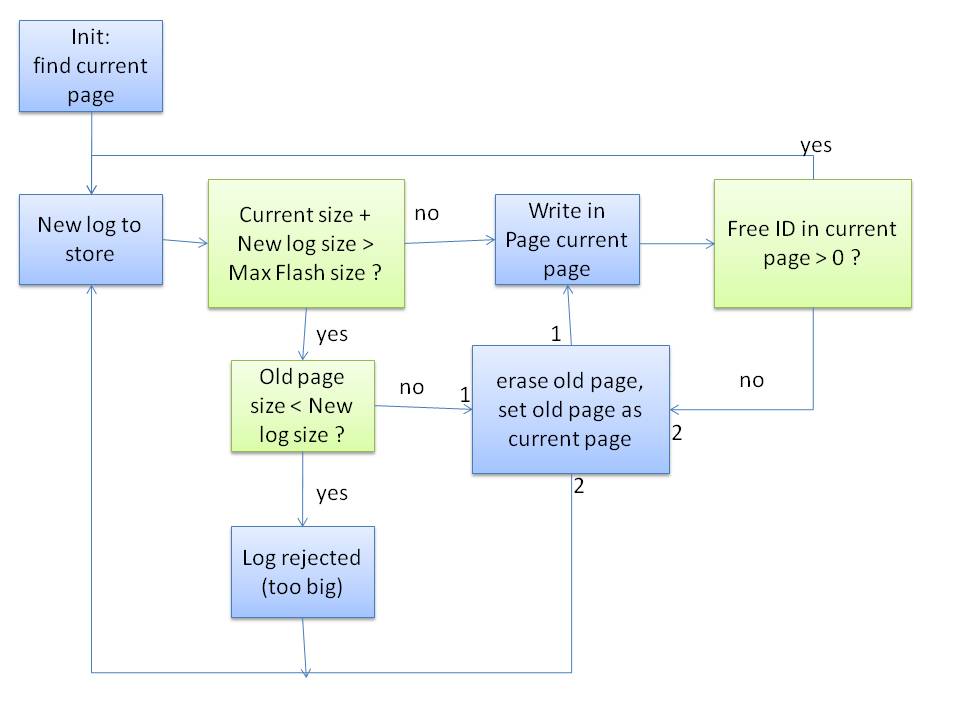 Init:
find current
page
yes
New log to
store
Current size +
New log size >
Max Flash size ?
no
Write in
Page current
page
Free ID in current
page > 0 ?
yes
1
Old page
size < New
log size ?
no
1
erase old page,
set old page as
current page
no
2
2
yes
Log rejected
(too big)